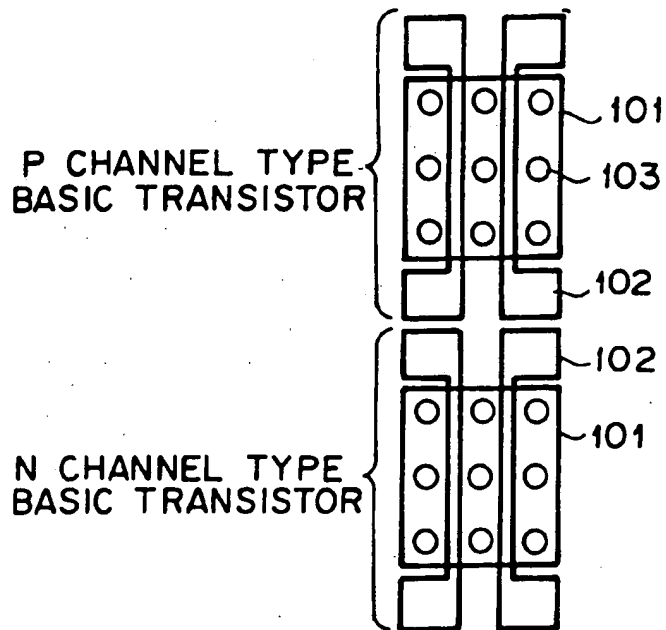 101
P CHANNEL TYPE
BASIC TRANSISTOR
103
102
102
101
N CHANNEL TYPE
BASIC TRANSISTOR